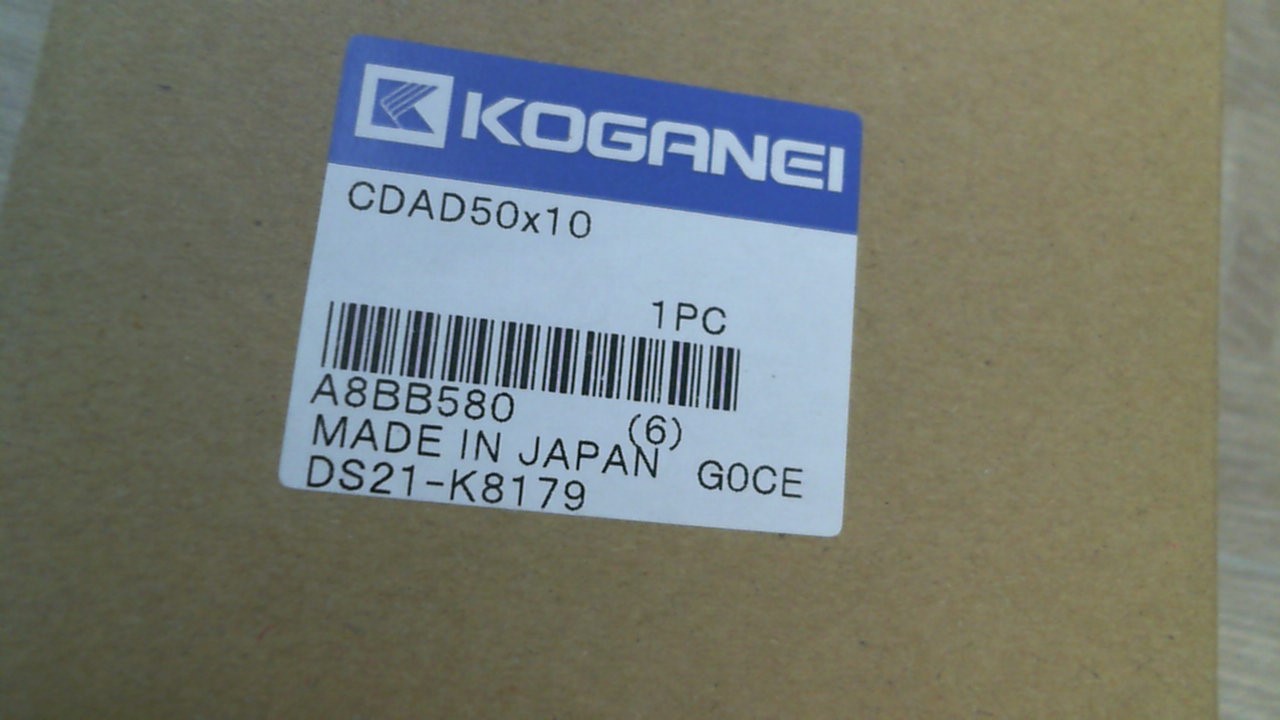 KOGANEI
CDAD50x10
1PC
A8BB580
(6)
MADE IN JAPAN G0CE
DS21-K8179